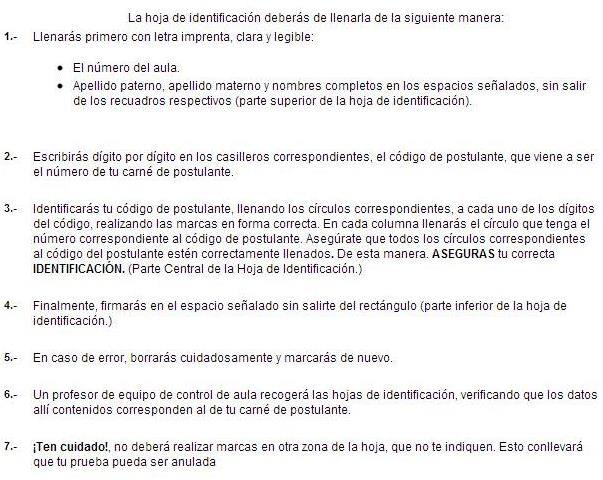 La hoja de identificación deberás de llenarla de la siguiente manera:
1.- Llenarás primero con letra imprenta, clara y legible:
• El número del aula.
• Apellido paterno, apellido materno y nombres completos en los espacios señalados, sin salir
de los recuadros respectivos (parte superior de la hoja de identificación).
2.- Escribirás dígito por dígito en los casilleros correspondientes, el código de postulante, que viene a ser
el número de tu carné de postulante.
3.- Identificarás tu código de postulante, llenando los círculos correspondientes, a cada uno de los dígitos
del código, realizando las marcas en forma correcta. En cada columna llenarás el círculo que tenga el
número correspondiente al código de postulante. Asegúrate que todos los círculos correspondientes
al código del postulante estén correctamente llenados. De esta manera. ASEGURAS tu correcta
IDENTIFICACIÓN. (Parte Central de la Hoja de Identificación.)
4.- Finalmente, firmarás en el espacio señalado sin salirte del rectángulo (parte inferior de la hoja de
identificación.)
5.- En caso de error, borrarás cuidadosamente y marcarás de nuevo.
6.- Un profesor de equipo de control de aula recogerá las hojas de identificación, verificando que los datos
allí contenidos corresponden al de tu carné de postulante.
7.- ¡Ten cuidado!, no deberá realizar marcas en otra zona de la hoja, que no te indiquen. Esto conllevará
que tu prueba pueda ser anulada